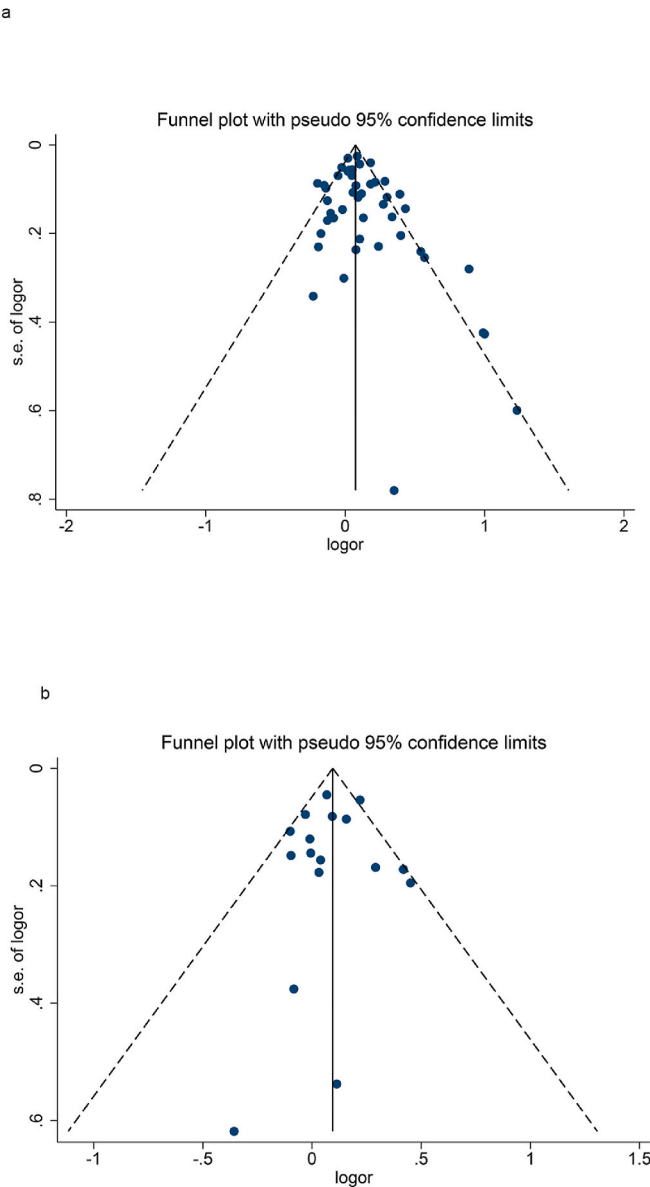 a
Funnel plot with pseudo 95% confidence limits
0
.2
.4
.6
.8
s.e. of logor
-2 -1 0 1 2
logor
b
Funnel plot with pseudo 95% confidence limits
0
.2
.4
.6
s.e. of logor
-1 -.5 0 .5 1 1.5
logor